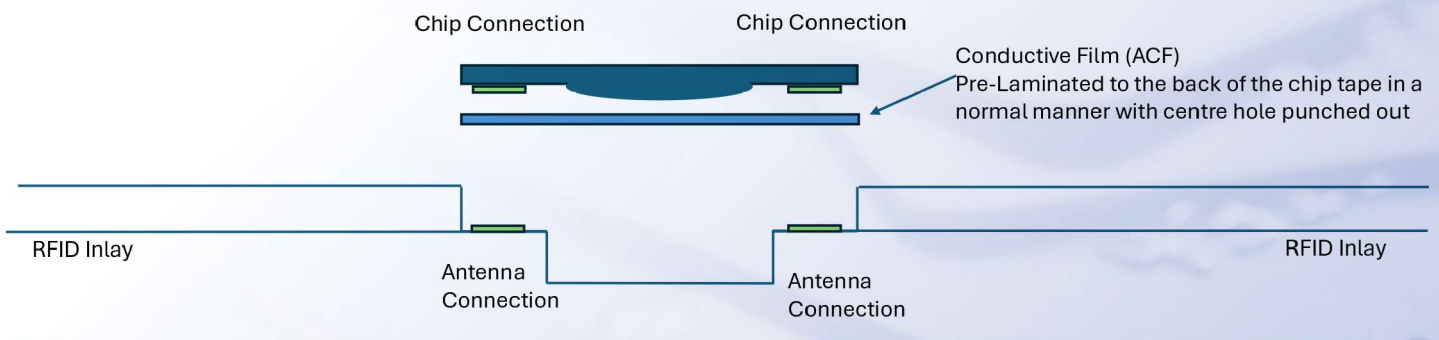 Chip Connection
Chip Connection
Conductive Film (ACF)
Pre-Laminated to the back of the chip tape in a
normal manner with centre hole punched out
RFID Inlay
RFID Inlay
Antenna
Connection
Antenna
Connection